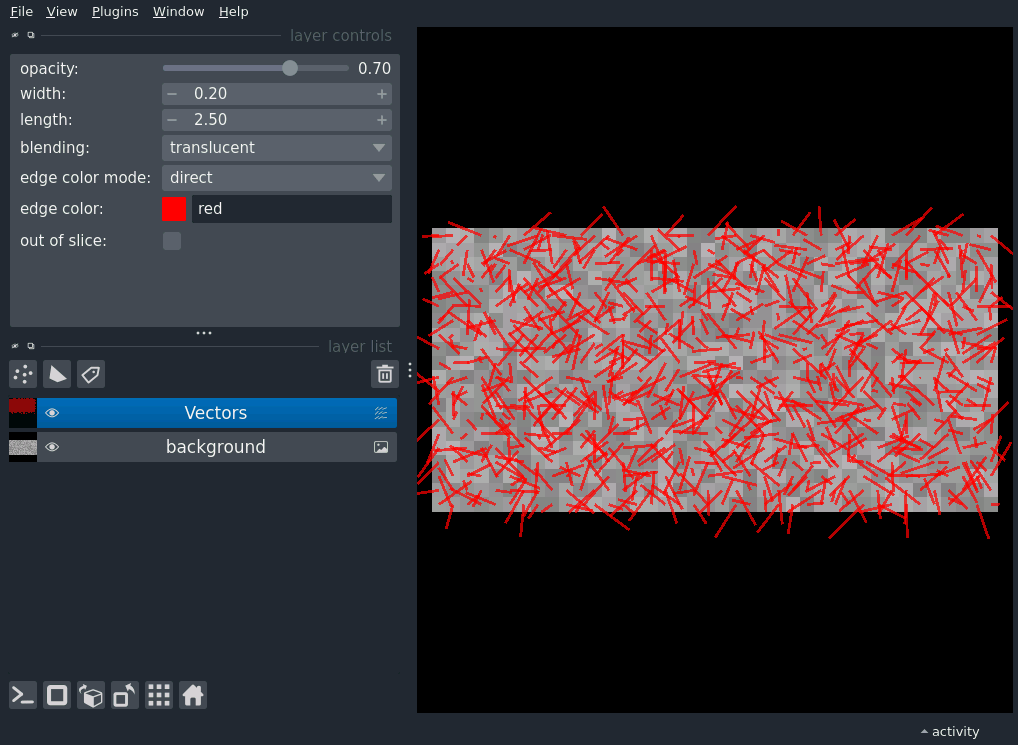 File View Plugins Window Help
layer controls
opacity: 0.70
width: − 0.20 +
length: − 2.50 +
blending: translucent
edge color mode: direct
edge color: red
out of slice:
layer list
Vectors
background
activity